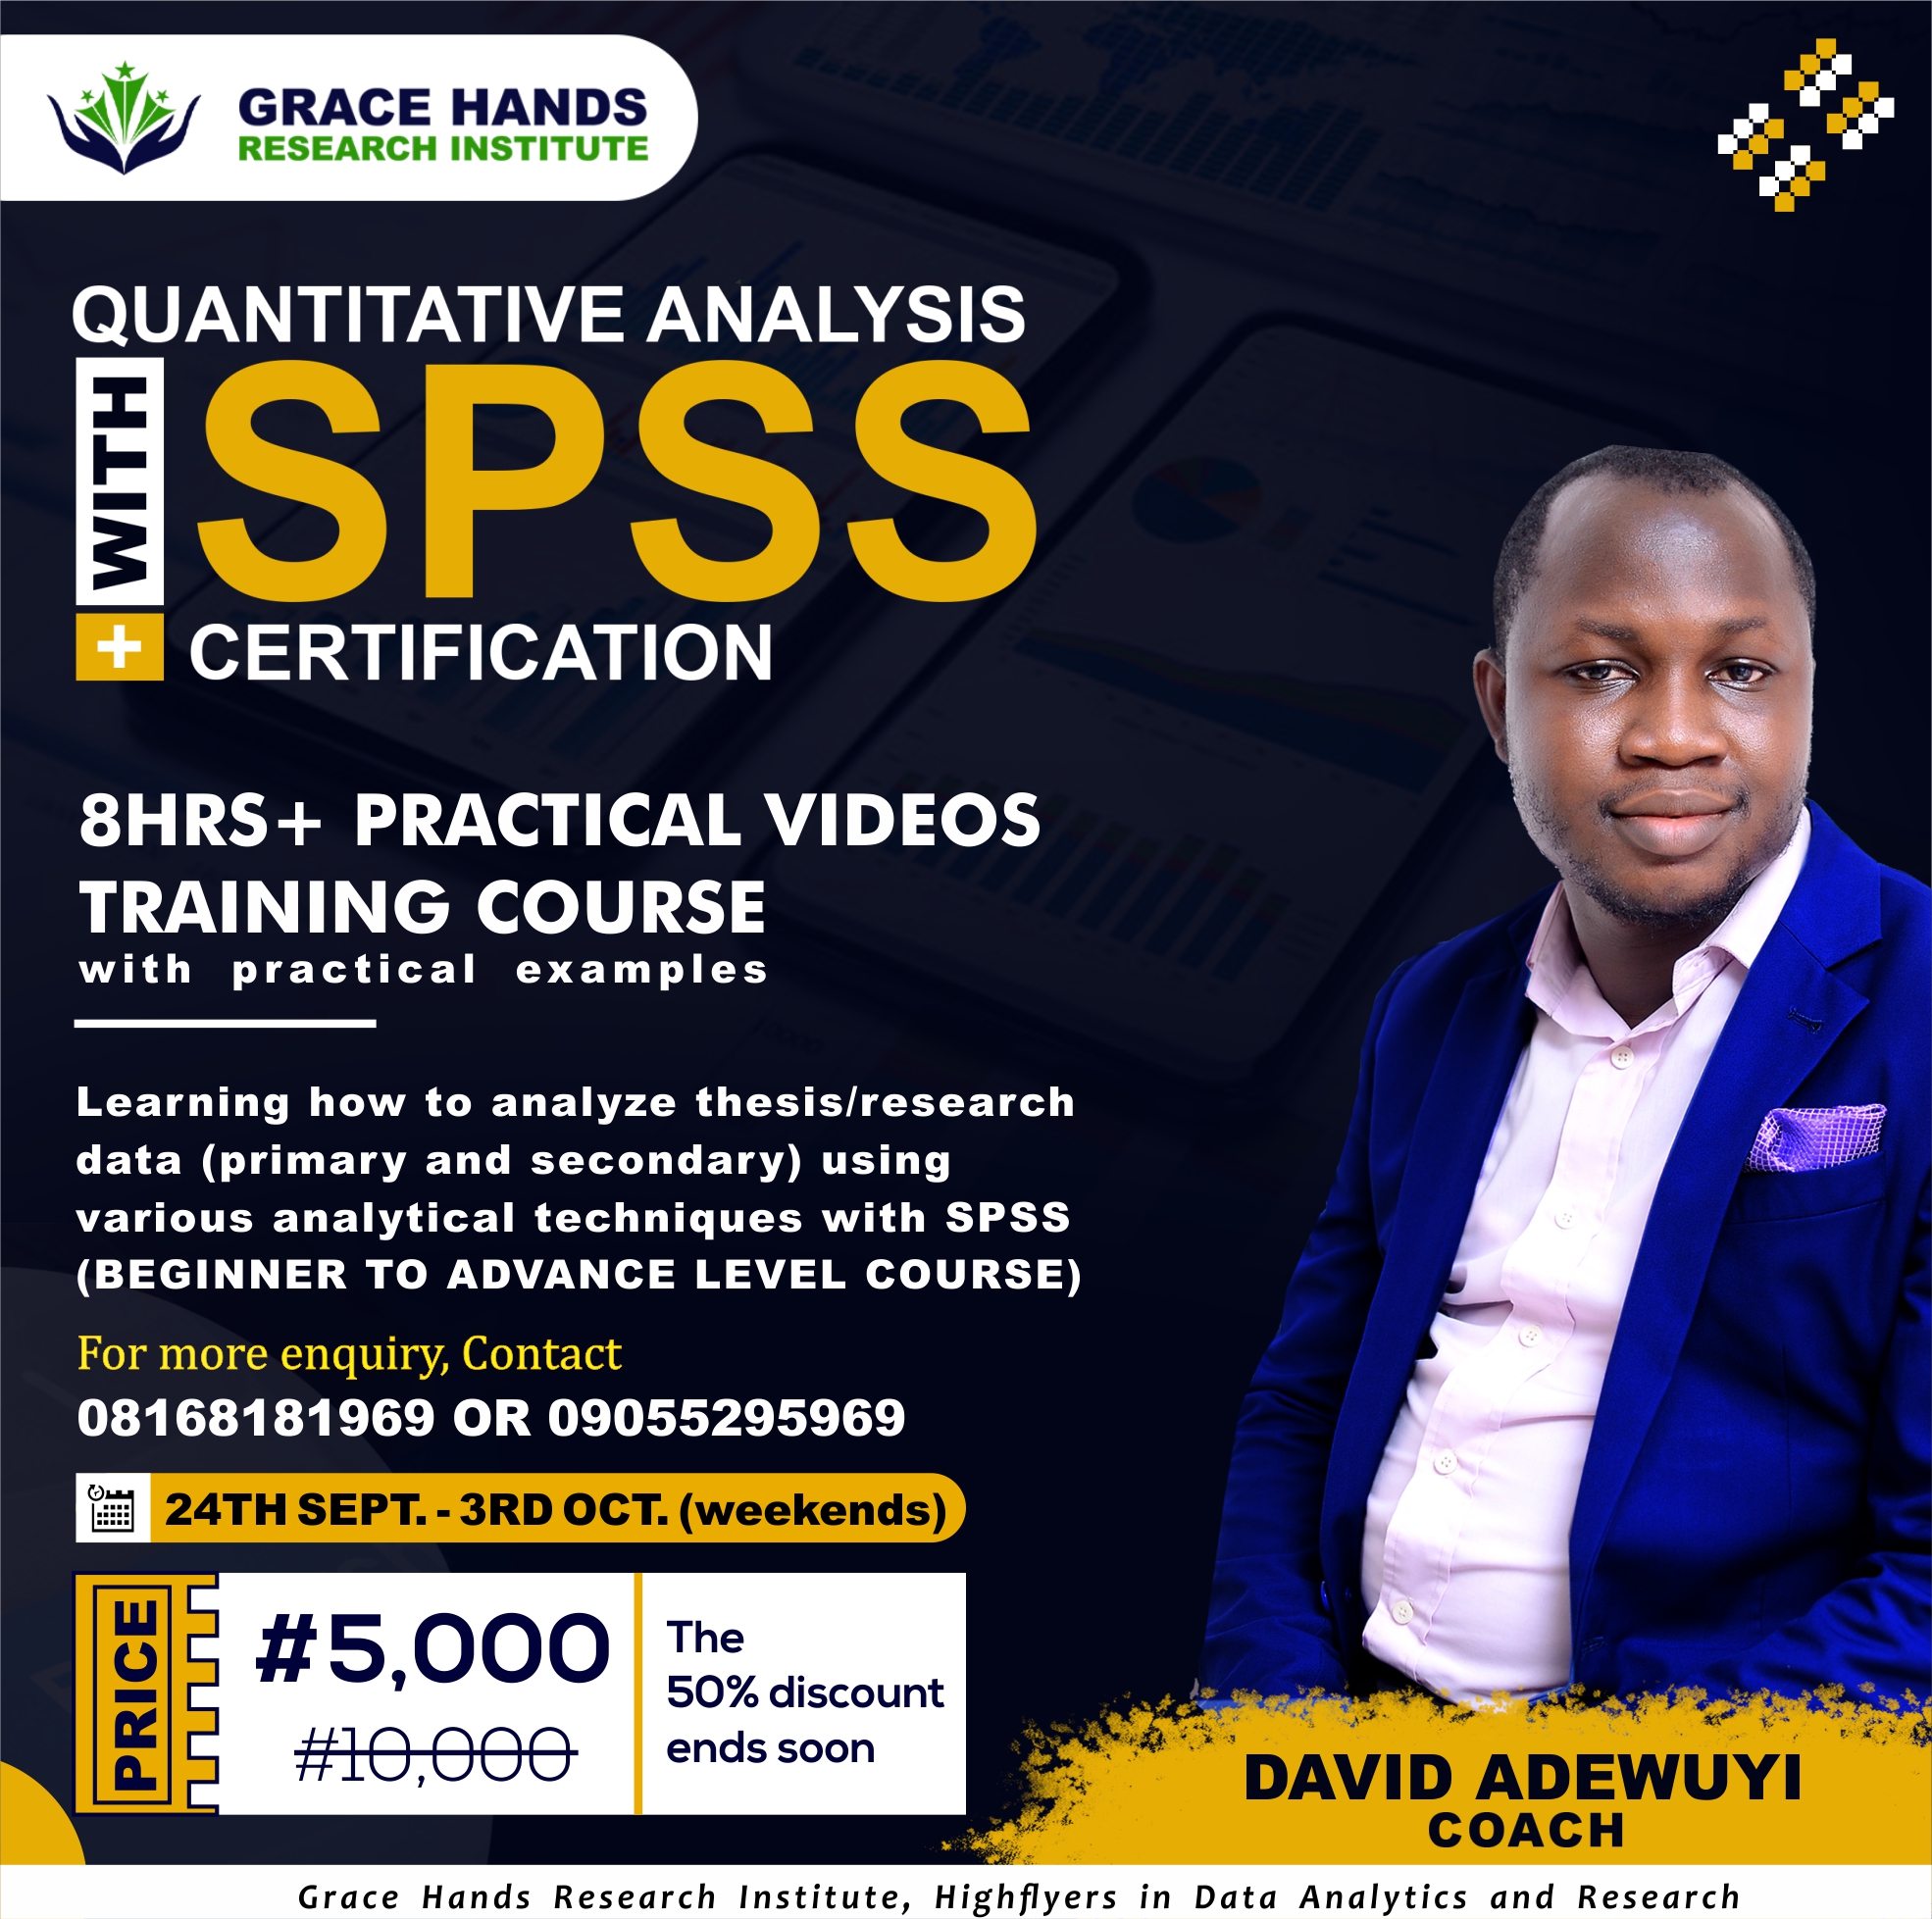 GRACE HANDS
RESEARCH INSTITUTE
QUANTITATIVE ANALYSIS
WITH
SPSS
+ CERTIFICATION
8HRS+ PRACTICAL VIDEOS
TRAINING COURSE
with practical examples
Learning how to analyze thesis/research
data (primary and secondary) using
various analytical techniques with SPSS
(BEGINNER TO ADVANCE LEVEL COURSE)
For more enquiry, Contact
08168181969 OR 09055295969
24TH SEPT. - 3RD OCT. (weekends)
PRICE
#5,000
#10,000
The
50% discount
ends soon
DAVID ADEWUYI
COACH
Grace Hands Research Institute, Highflyers in Data Analytics and Research